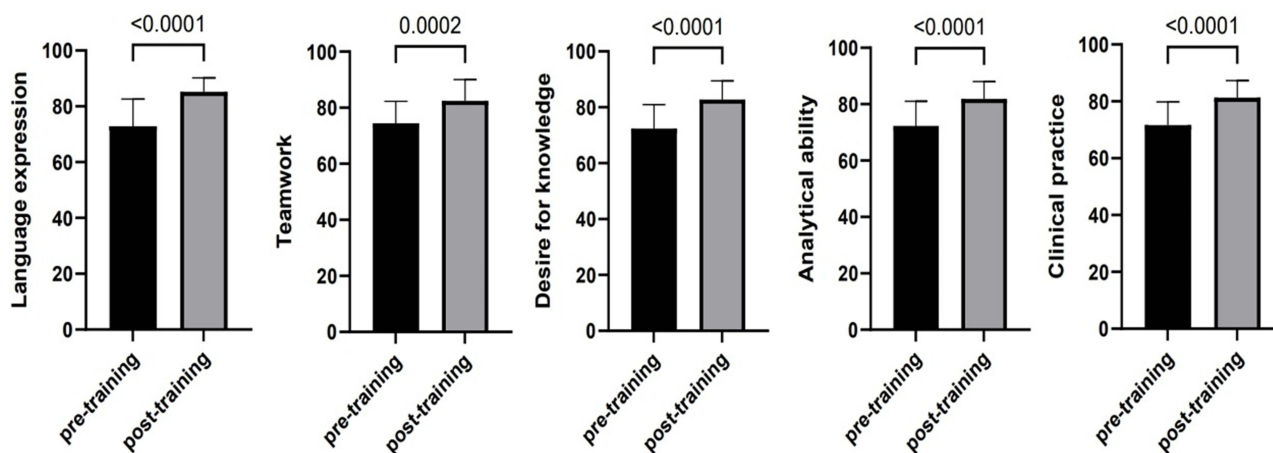 <0.0001
Language expression
100
80
60
40
20
0
pre-training
post-training
0.0002
Teamwork
100
80
60
40
20
0
pre-training
post-training
<0.0001
Desire for knowledge
100
80
60
40
20
0
pre-training
post-training
<0.0001
Analytical ability
100
80
60
40
20
0
pre-training
post-training
<0.0001
Clinical practice
100
80
60
40
20
0
pre-training
post-training